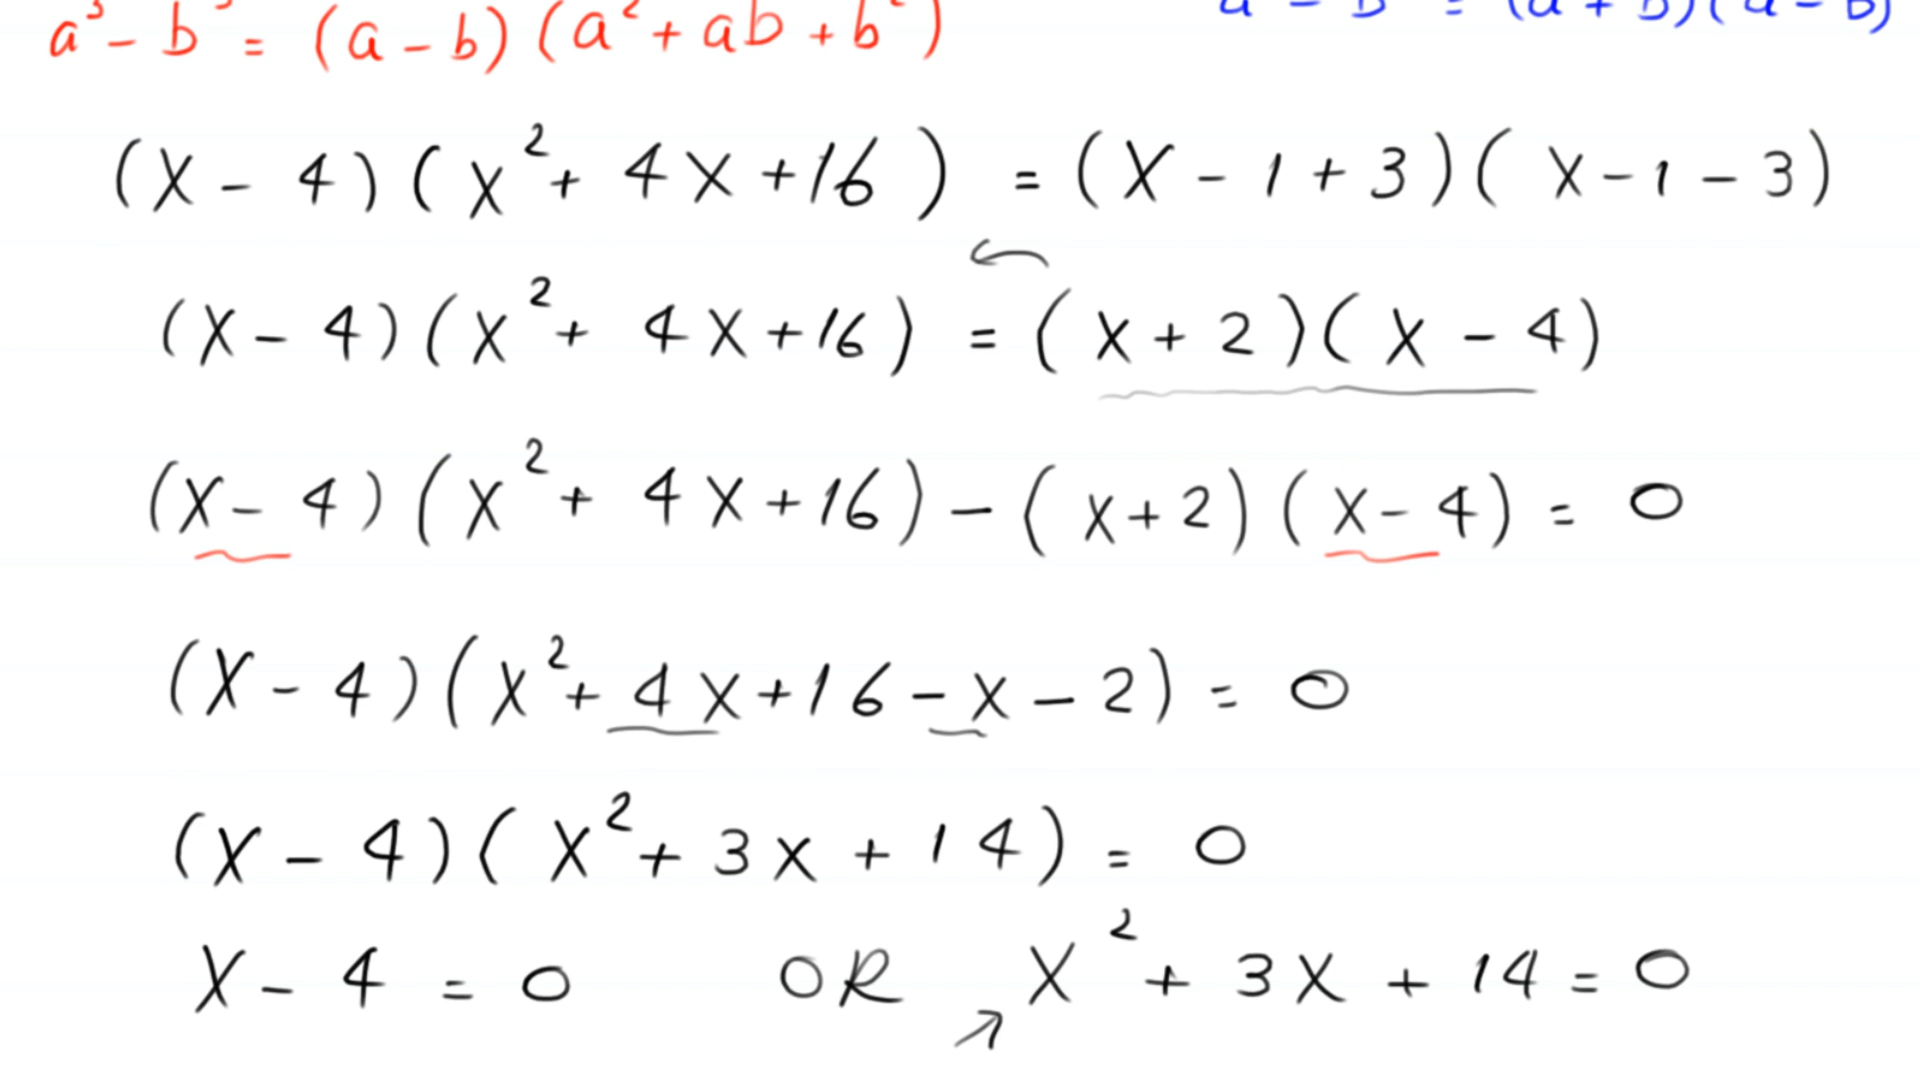 a³ - b³ = (a - b)(a² + ab + b²) a² - b² = (a + b)(a - b)
(X - 4)(X² + 4X + 16) = (X - 1 + 3)(X - 1 - 3)
(X - 4)(X² + 4X + 16) = (X + 2)(X - 4)
(X - 4)(X² + 4X + 16) - (X + 2)(X - 4) = 0
(X - 4)(X² + 4X + 16 - X - 2) = 0
(X - 4)(X² + 3X + 14) = 0
X - 4 = 0 OR X² + 3X + 14 = 0